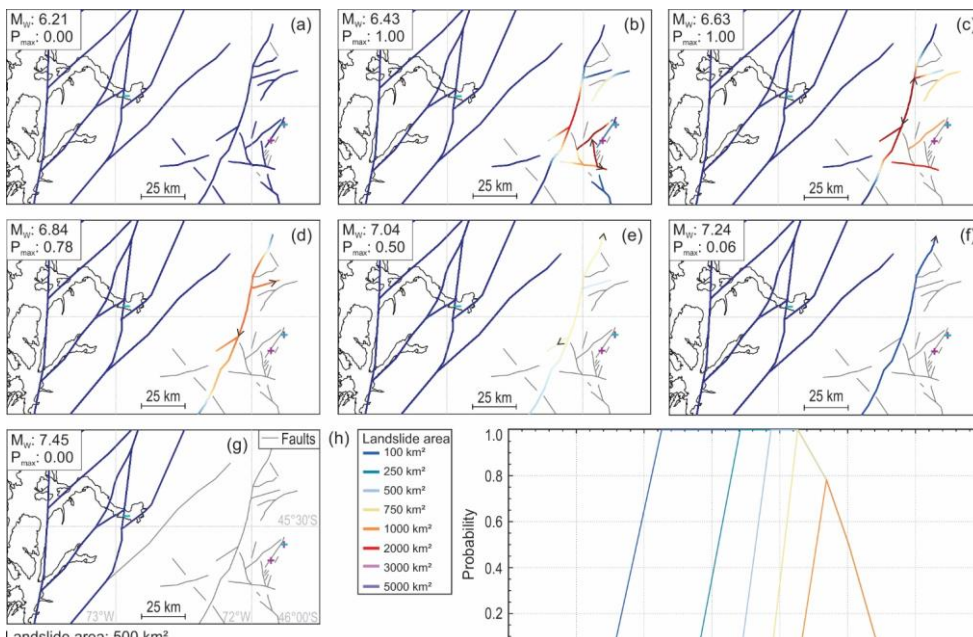 Mw: 6.21
Pmax: 0.00
(a)
25 km
Mw: 6.43
Pmax: 1.00
(b)
25 km
Mw: 6.63
Pmax: 1.00
(c)
25 km
Mw: 6.84
Pmax: 0.78
(d)
25 km
Mw: 7.04
Pmax: 0.50
(e)
25 km
Mw: 7.24
Pmax: 0.06
(f)
25 km
Mw: 7.45
Pmax: 0.00
(g)
Faults
45°30'S
25 km
73°W
72°W
46°00'S
(h)
Landslide area
100 km²
250 km²
500 km²
750 km²
1000 km²
2000 km²
3000 km²
5000 km²
Probability
1.0
0.8
0.6
0.4
0.2
Landslide area: 500 km²